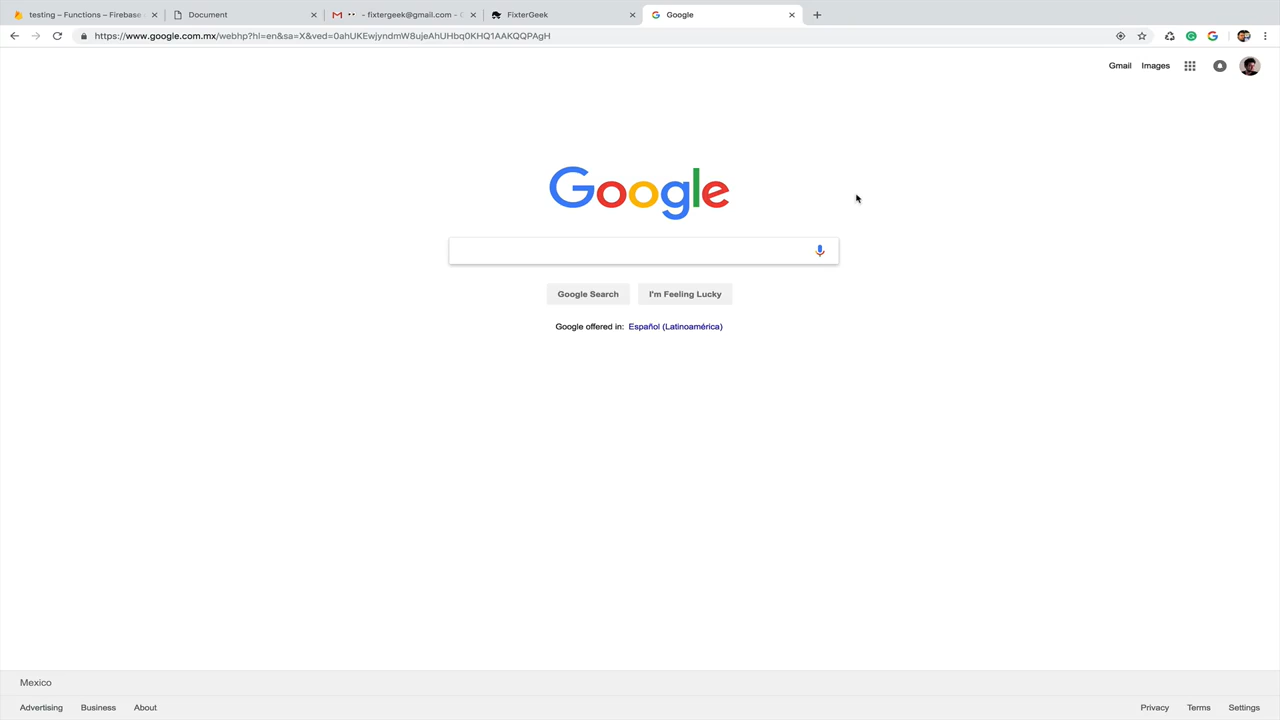 testing – Functions – Firebase
Document
- fixtergeek@gmail.com -
FixterGeek
Google
https://www.google.com.mx/webhp?hl=en&sa=X&ved=0ahUKEwjyndmW8ujeAhUHbq0KHQ1AAKQQPAgH
Gmail
Images
Google
Google Search
I'm Feeling Lucky
Google offered in: Español (Latinoamérica)
Mexico
Advertising
Business
About
Privacy
Terms
Settings